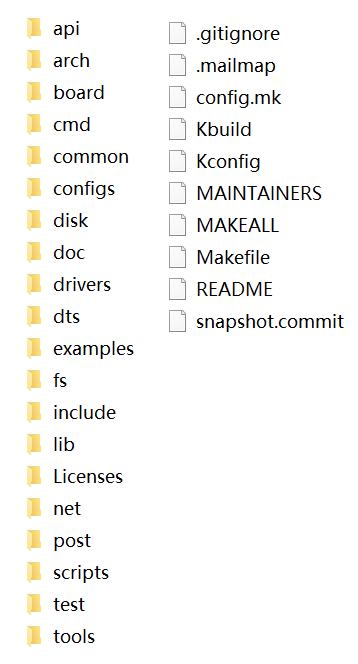 api
arch
board
cmd
common
configs
disk
doc
drivers
dts
examples
fs
include
lib
Licenses
net
post
scripts
test
tools
.gitignore
.mailmap
config.mk
Kbuild
Kconfig
MAINTAINERS
MAKEALL
Makefile
README
snapshot.commit